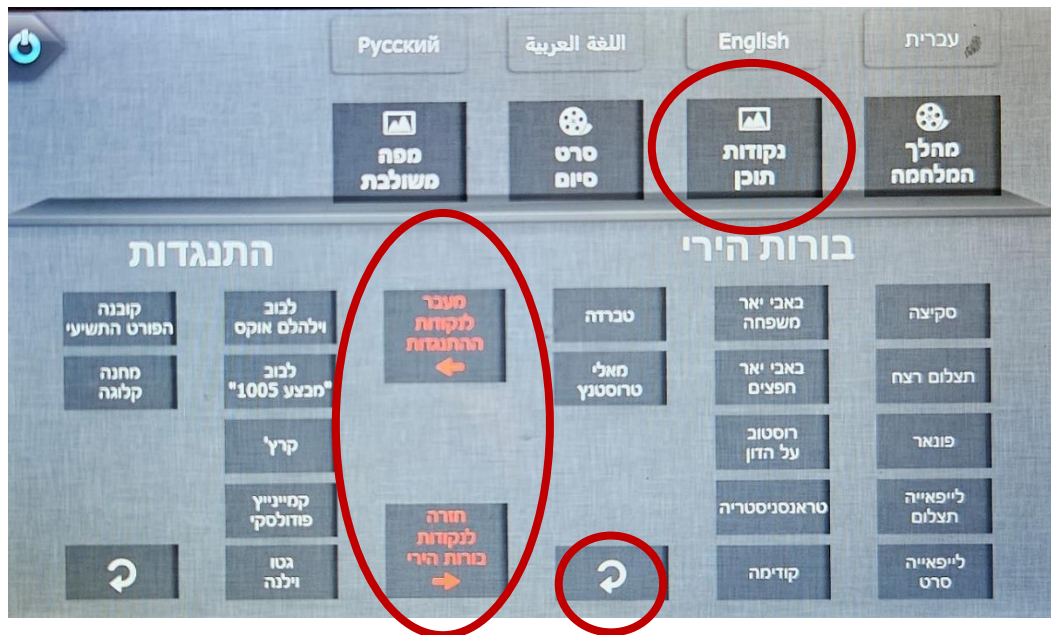 עברית
English
اللغة العربية
Русский
מהלך
המלחמה
נקודות
תוכן
סרט
סיום
מפה
משולבת
בורות הירי
סקיצה
תצלום רצח
פונאר
לייפאייה
תצלום
לייפאייה
סרט
באבי יאר
משפחה
באבי יאר
חפצים
רוסטוב
על הדון
טראנסניסטריה
קודימה
טברדה
מאלי
טרוסטנץ
מעבר
לנקודות
ההתנגדות
חזרה
לנקודות
בורות הירי
התנגדות
לבוב
וילהלם אוקס
לבוב
"מבצע 1005"
קרץ'
קמייניץ
פודולסקי
גטו
וילנה
קובנה
הפורט התשיעי
מחנה
קלוגה